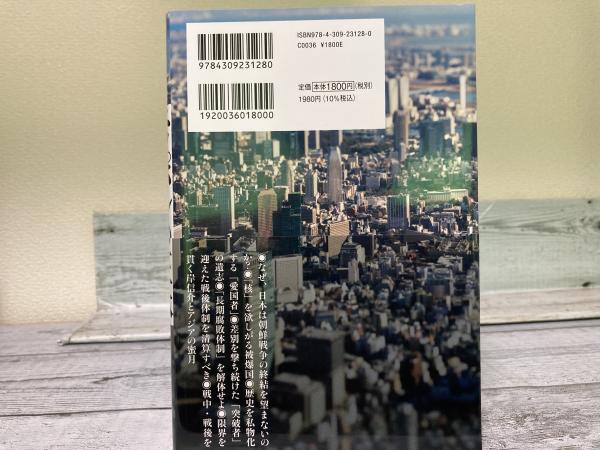 ISBN978-4-309-23128-0
C0036 ¥1800E
9784309231280
定価 本体1800円(税別)
1980円(10%税込)
1920036018000
●なぜ、日本は朝鮮戦争の終結を望まないの
か?●「核」を欲しがる被爆国●歴史を私物化
する「愛国者」●差別を撃ち続けた「突破者」
の遺志●「長期腐敗体制」を解体せよ●限界を
迎えた戦後体制を清算すべき●戦中・戦後を
貫く岸信介とアジアの蜜月